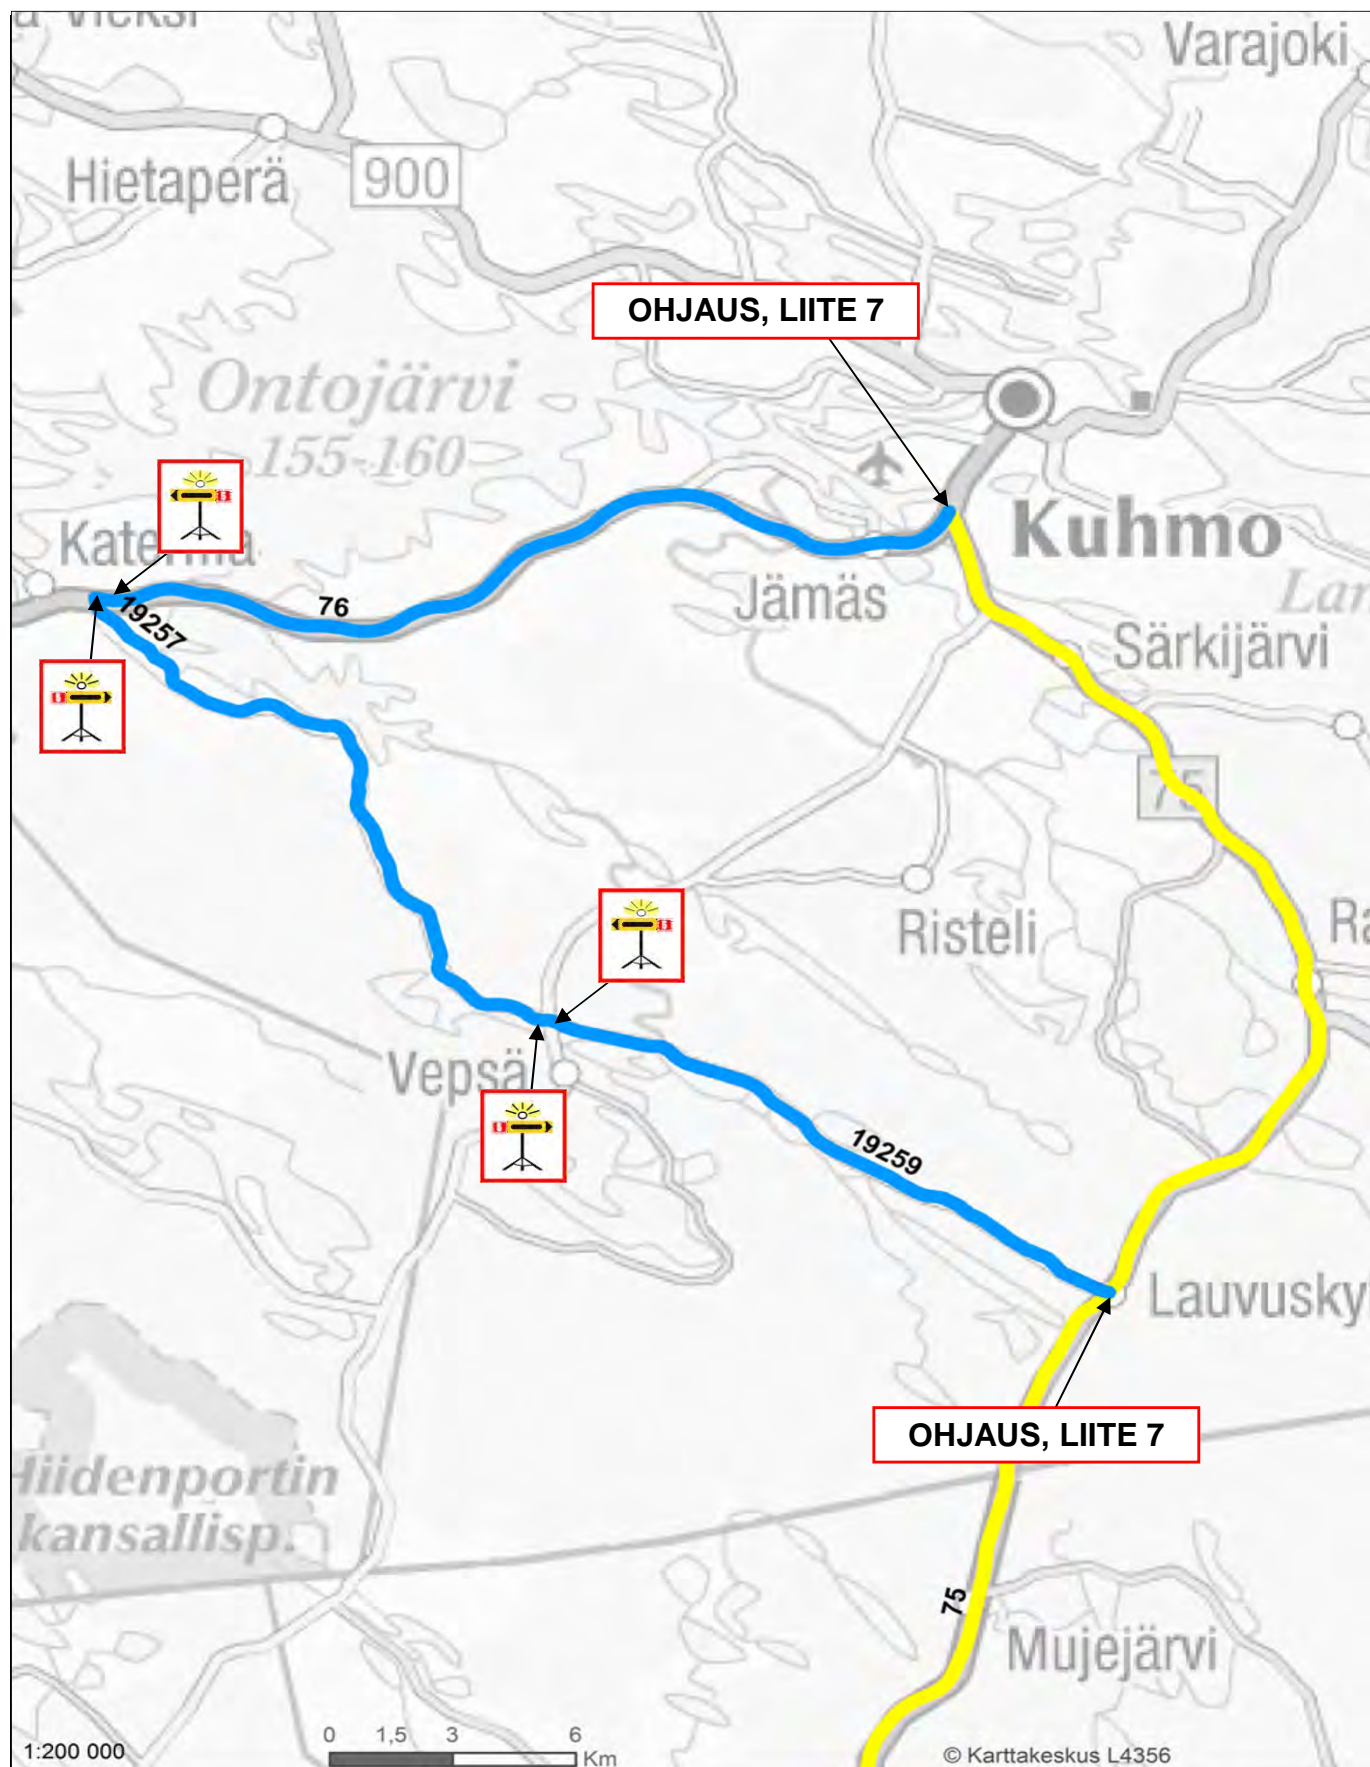 Varajoki
Hietaperä
900
OHJAUS, LIITE 7
Ontojärvi
155-160
Kuhmo
76
19257
Jämäs
Särkijärvi
75
Risteli
Vepsä
19259
Lauvusky
OHJAUS, LIITE 7
Hiidenportin
kansallisp.
75
Mujejärvi
0 1,5 3 6
Km
1:200 000
© Karttakeskus L4356